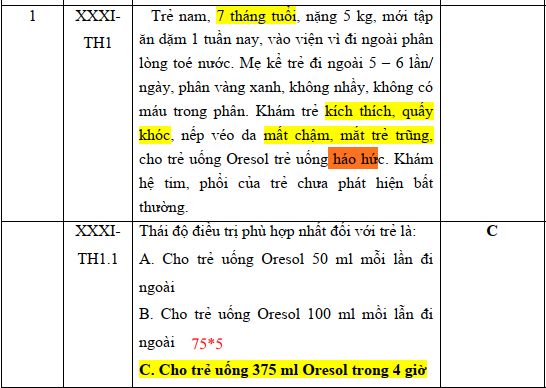 1
XXXI-
TH1
Trẻ nam, 7 tháng tuổi, nặng 5 kg, mới tập
ăn dặm 1 tuần nay, vào viện vì đi ngoài phân
lỏng toé nước. Mẹ kể trẻ đi ngoài 5 – 6 lần/
ngày, phân vàng xanh, không nhầy, không có
máu trong phân. Khám trẻ kích thích, quấy
khóc, nếp véo da mất chậm, mắt trẻ trũng,
cho trẻ uống Oresol trẻ uống háo hức. Khám
hệ tim, phổi của trẻ chưa phát hiện bất
thường.
XXXI-
TH1.1
Thái độ điều trị phù hợp nhất đối với trẻ là:
A. Cho trẻ uống Oresol 50 ml mỗi lần đi
ngoài
B. Cho trẻ uống Oresol 100 ml mồi lần đi
ngoài 75*5
C. Cho trẻ uống 375 ml Oresol trong 4 giờ
C